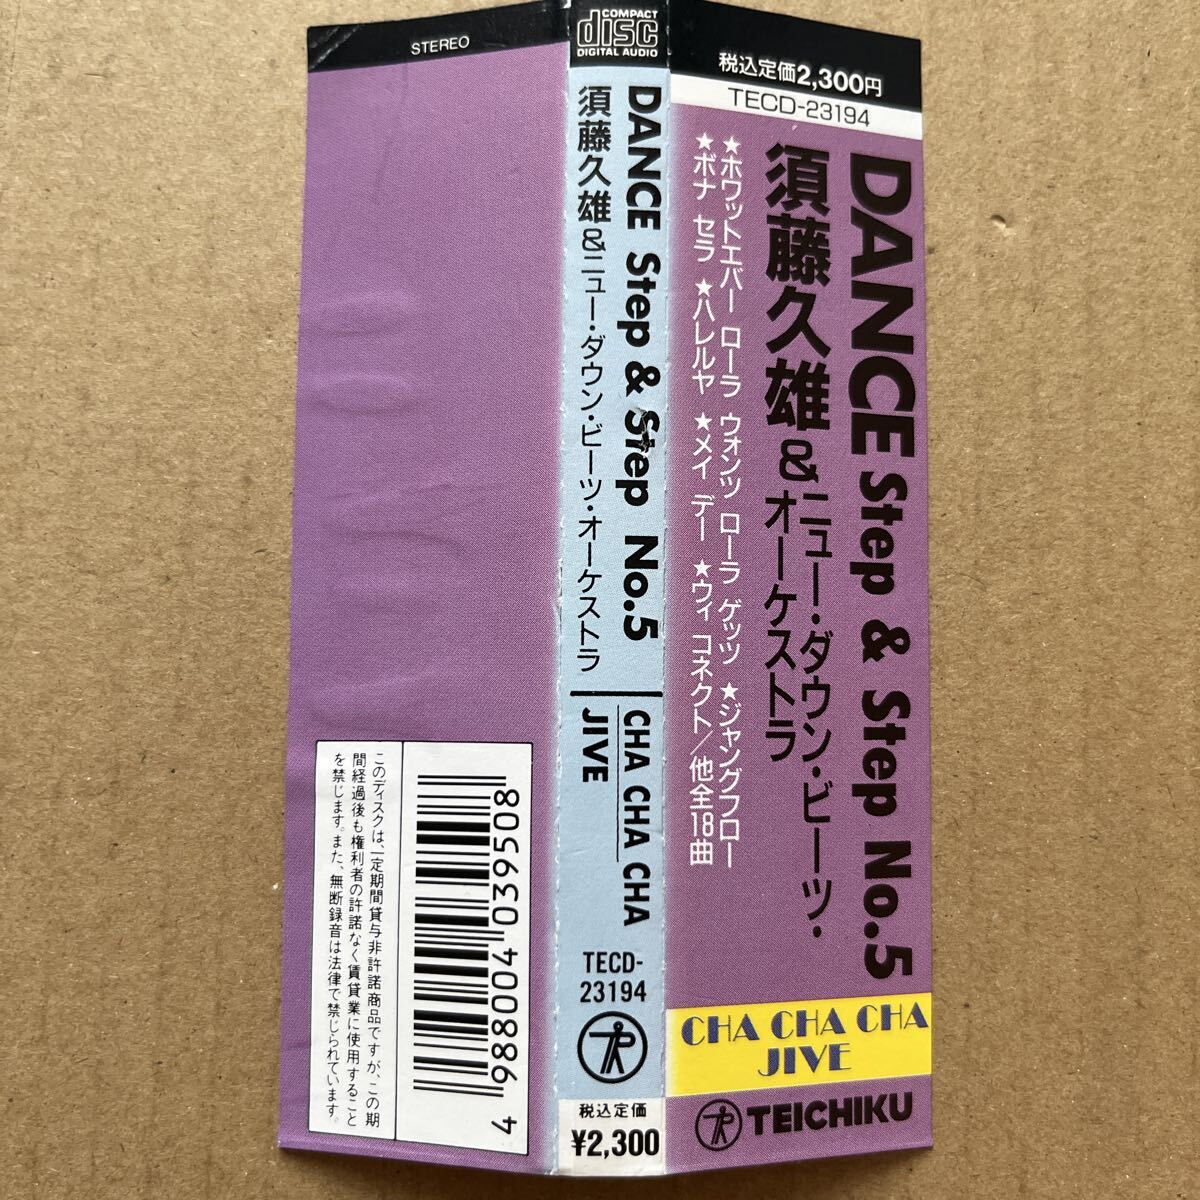 STEREO
このディスクは、一定期間貸与非許諾商品ですが、この期
間経過後も権利者の許諾なく賃貸業に使用すること
を禁じます。また、無断録音は法律で禁じられています。
4 988004 036508
COMPACT
disc
DIGITAL AUDIO
DANCE Step & Step No.5
須藤久雄&ニュー・ダウン・ビーツ・オーケストラ
CHA CHA CHA
JIVE
TECD-
23194
税込定価
¥2,300
税込定価2,300円
TECD-23194
DANCE Step & Step No.5
須藤久雄&ニュー・ダウン・ビーツ・
オーケストラ
★ホワットエバー ローラ ウォンツ ローラ ゲッツ ★ジャングフロー
★ボナ セラ ★ハレルヤ ★メイ デー ★ウィ コネクト/他全18曲
CHA CHA CHA
JIVE
TEICHIKU